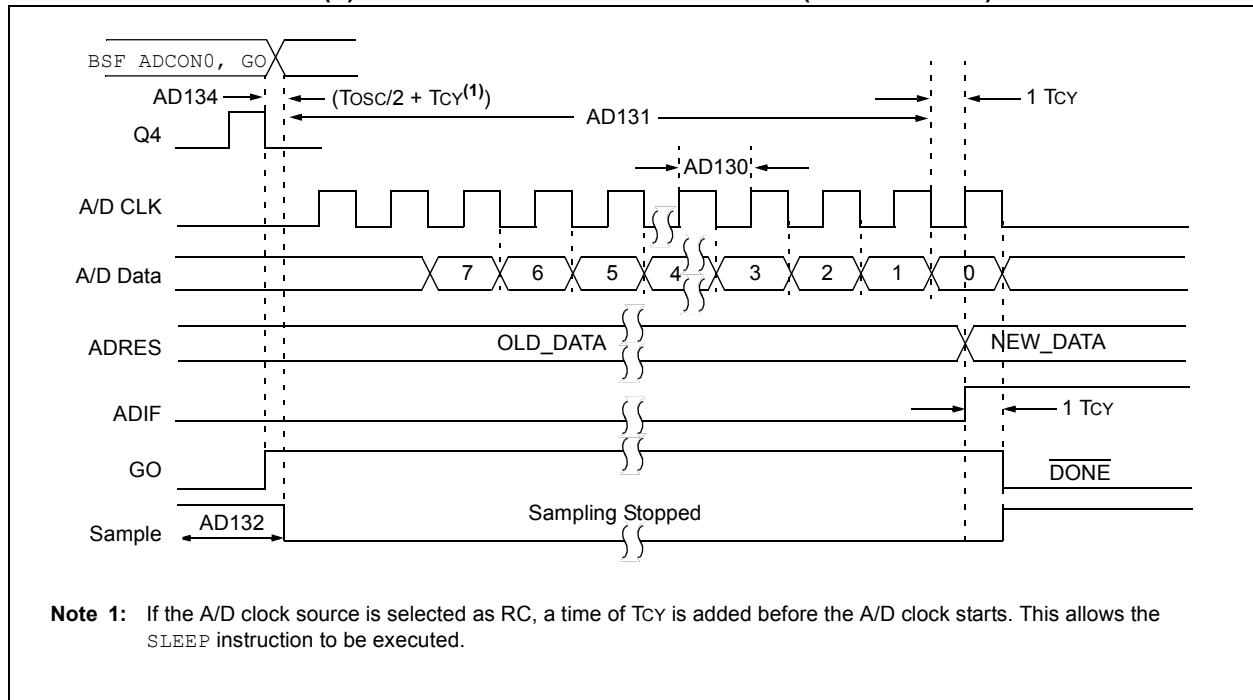 BSF ADCON0, GO
AD134
(TOSC/2 + TCY(1))
1 TCY
AD131
Q4
AD130
A/D CLK
A/D Data
7 6 5 4 3 2 1 0
ADRES
OLD_DATA
NEW_DATA
ADIF
1 TCY
GO
DONE
Sample
AD132
Sampling Stopped
Note 1: If the A/D clock source is selected as RC, a time of TCY is added before the A/D clock starts. This allows the
SLEEP instruction to be executed.